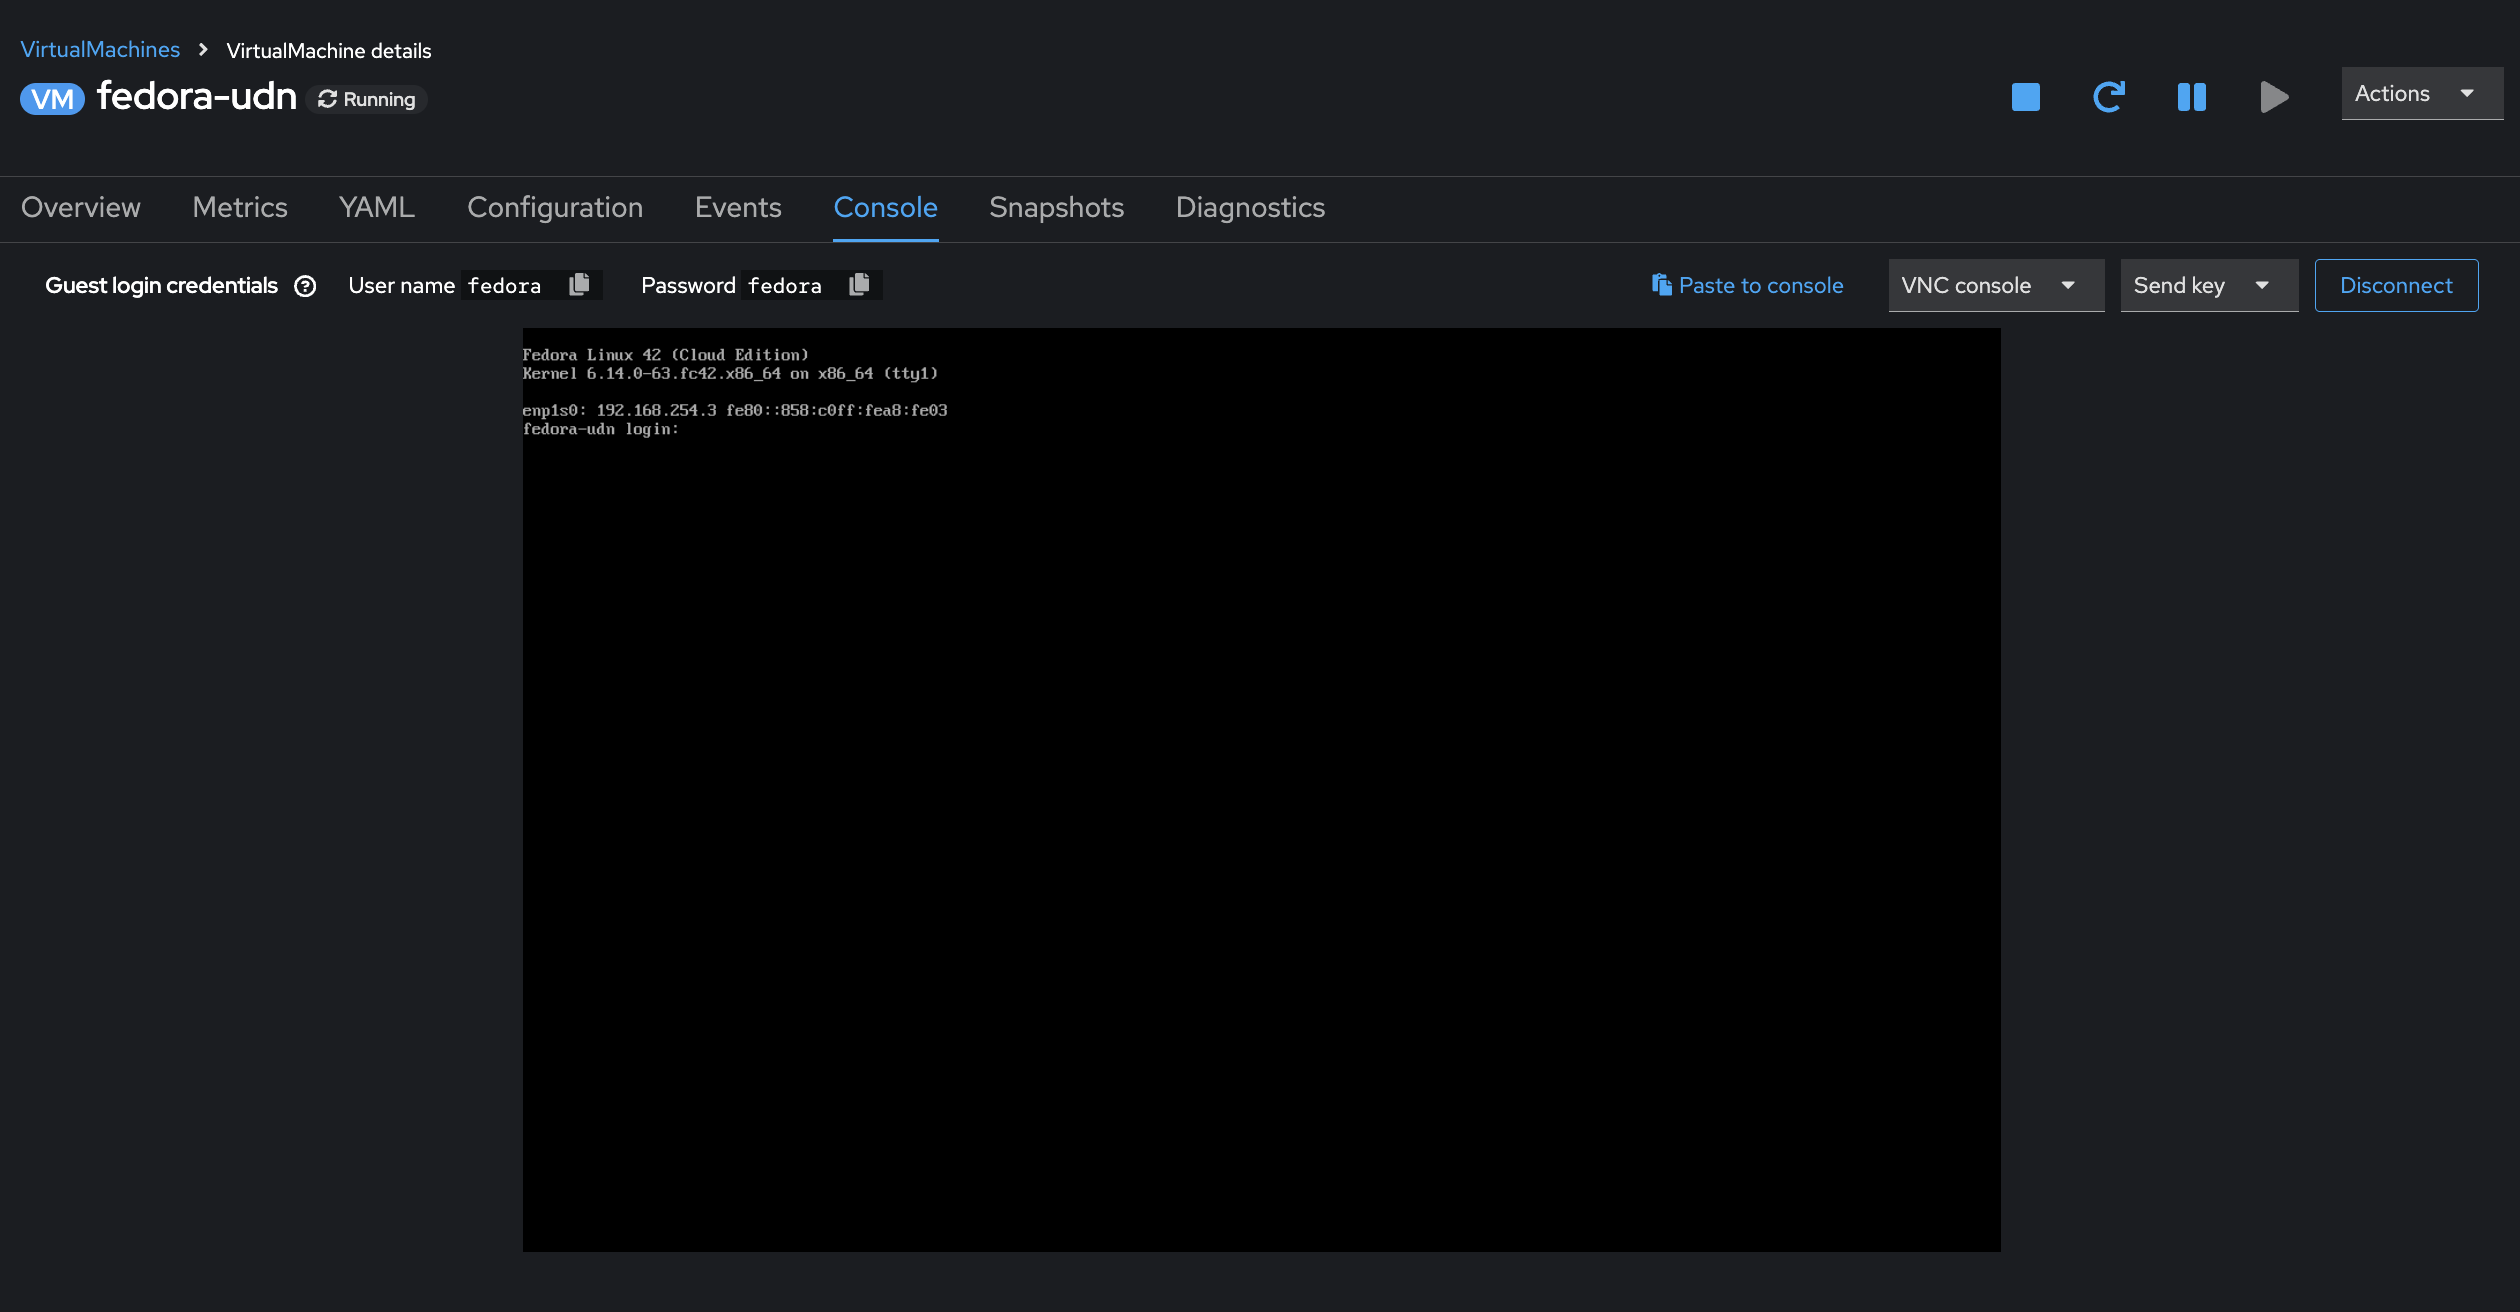 VirtualMachines > VirtualMachine details
VM fedora-udn Running
Actions
Overview Metrics YAML Configuration Events Console Snapshots Diagnostics
Guest login credentials ? User name fedora Password fedora Paste to console VNC console Send key Disconnect
Fedora Linux 42 (Cloud Edition)
Kernel 6.14.0-63.fc42.x86_64 on x86_64 (tty1)
enp1s0: 192.168.254.3 fe80::858:c0ff:fea8:fe03
fedora-udn login: